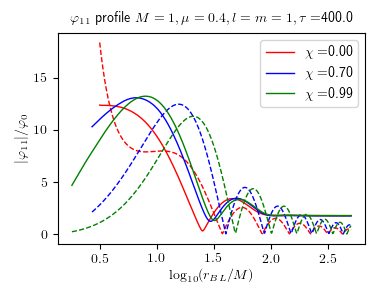 φ₁₁ profile M = 1, μ = 0.4, l = m = 1, τ =400.0
|φ₁₁|/φ₀
15
10
5
0
χ =0.00
χ =0.70
χ =0.99
0.5 1.0 1.5 2.0 2.5
log₁₀(r_BL/M)